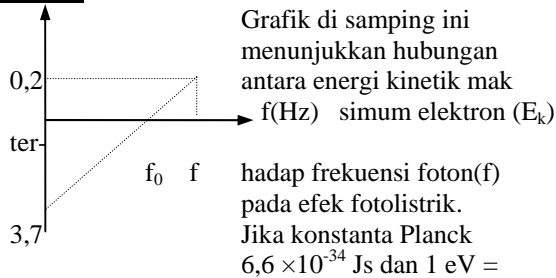 Grafik di samping ini
menunjukkan hubungan
0,2 antara energi kinetik mak
f(Hz) simum elektron (Eₖ)
ter-
f₀ f hadap frekuensi foton(f)
pada efek fotolistrik.
3,7 Jika konstanta Planck
6,6 ×10⁻³⁴ Js dan 1 eV =